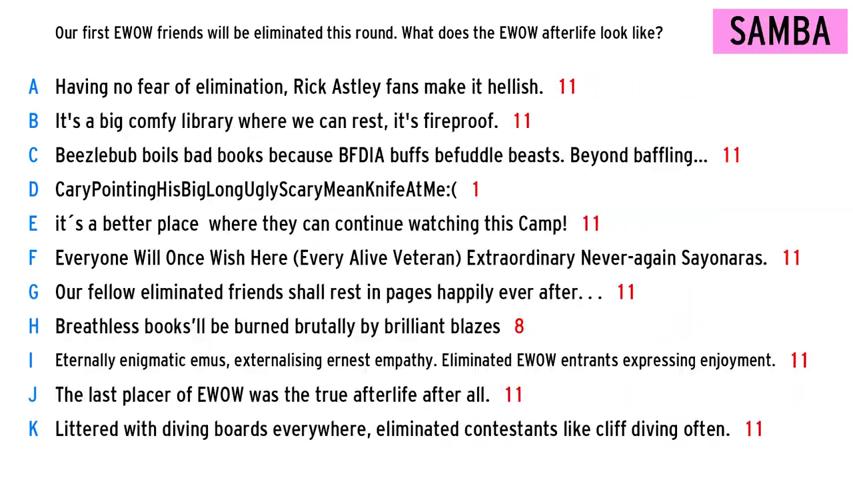 Our first EWOW friends will be eliminated this round. What does the EWOW afterlife look like?
SAMBA
A Having no fear of elimination, Rick Astley fans make it hellish. 11
B It's a big comfy library where we can rest, it's fireproof. 11
C Beezlebub boils bad books because BFDIA buffs befuddle beasts. Beyond baffling... 11
D CaryPointingHisBigLongUglyScaryMeanKnifeAtMe:( 1
E it´s a better place  where they can continue watching this Camp! 11
F Everyone Will Once Wish Here (Every Alive Veteran) Extraordinary Never-again Sayonaras. 11
G Our fellow eliminated friends shall rest in pages happily ever after. . . 11
H Breathless books'll be burned brutally by brilliant blazes 8
I Eternally enigmatic emus, externalising ernest empathy. Eliminated EWOW entrants expressing enjoyment. 11
J The last placer of EWOW was the true afterlife after all. 11
K Littered with diving boards everywhere, eliminated contestants like cliff diving often. 11